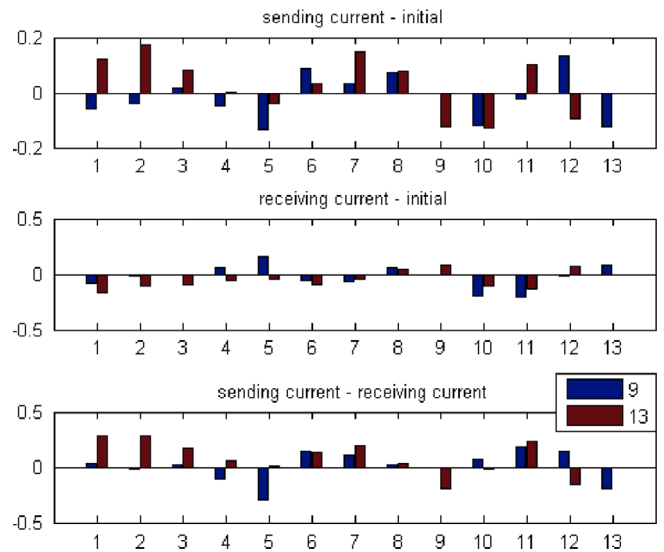 sending current - initial
0.2
0
-0.2
1 2 3 4 5 6 7 8 9 10 11 12 13
receiving current - initial
0.5
0
-0.5
1 2 3 4 5 6 7 8 9 10 11 12 13
sending current - receiving current
9
13
0.5
0
-0.5
1 2 3 4 5 6 7 8 9 10 11 12 13